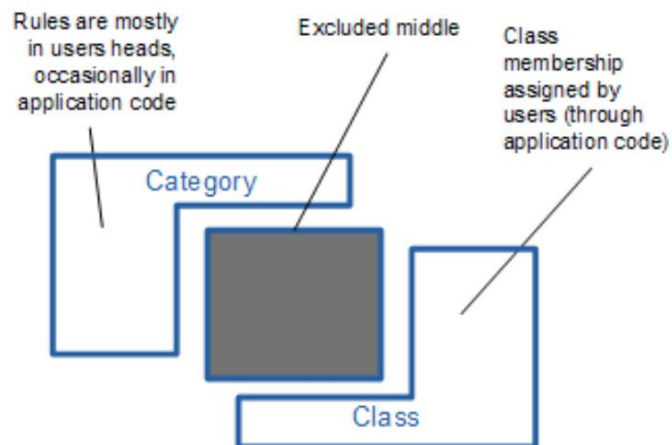 Rules are mostly
in users heads,
occasionally in
application code
Excluded middle
Class
membership
assigned by
users (through
application code)
Category
Class